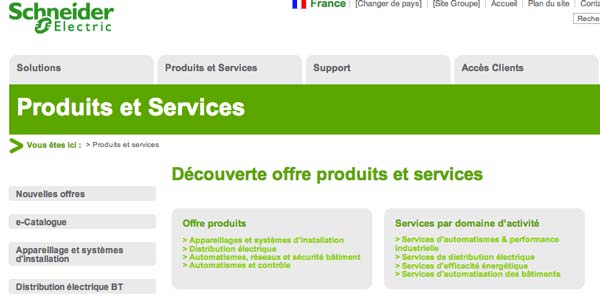 Schneider
Electric
France | [Changer de pays] | [Site Groupe] | Accueil | Plan du site |
Solutions
Produits et Services
Support
Accès Clients
Produits et Services
Vous êtes ici : > Produits et services
Nouvelles offres
e-Catalogue
Appareillage et systèmes
d'installation
Distribution électrique BT
Découverte offre produits et services
Offre produits
> Appareillages et systèmes d'installation
> Distribution électrique
> Automatismes, réseaux et sécurité bâtiment
> Automatismes et contrôle
Services par domaine d'activité
> Services d'automatismes & performance
industrielle
> Services de distribution électrique
> Services d'efficacité énergétique
> Services d'automatisation des bâtiments